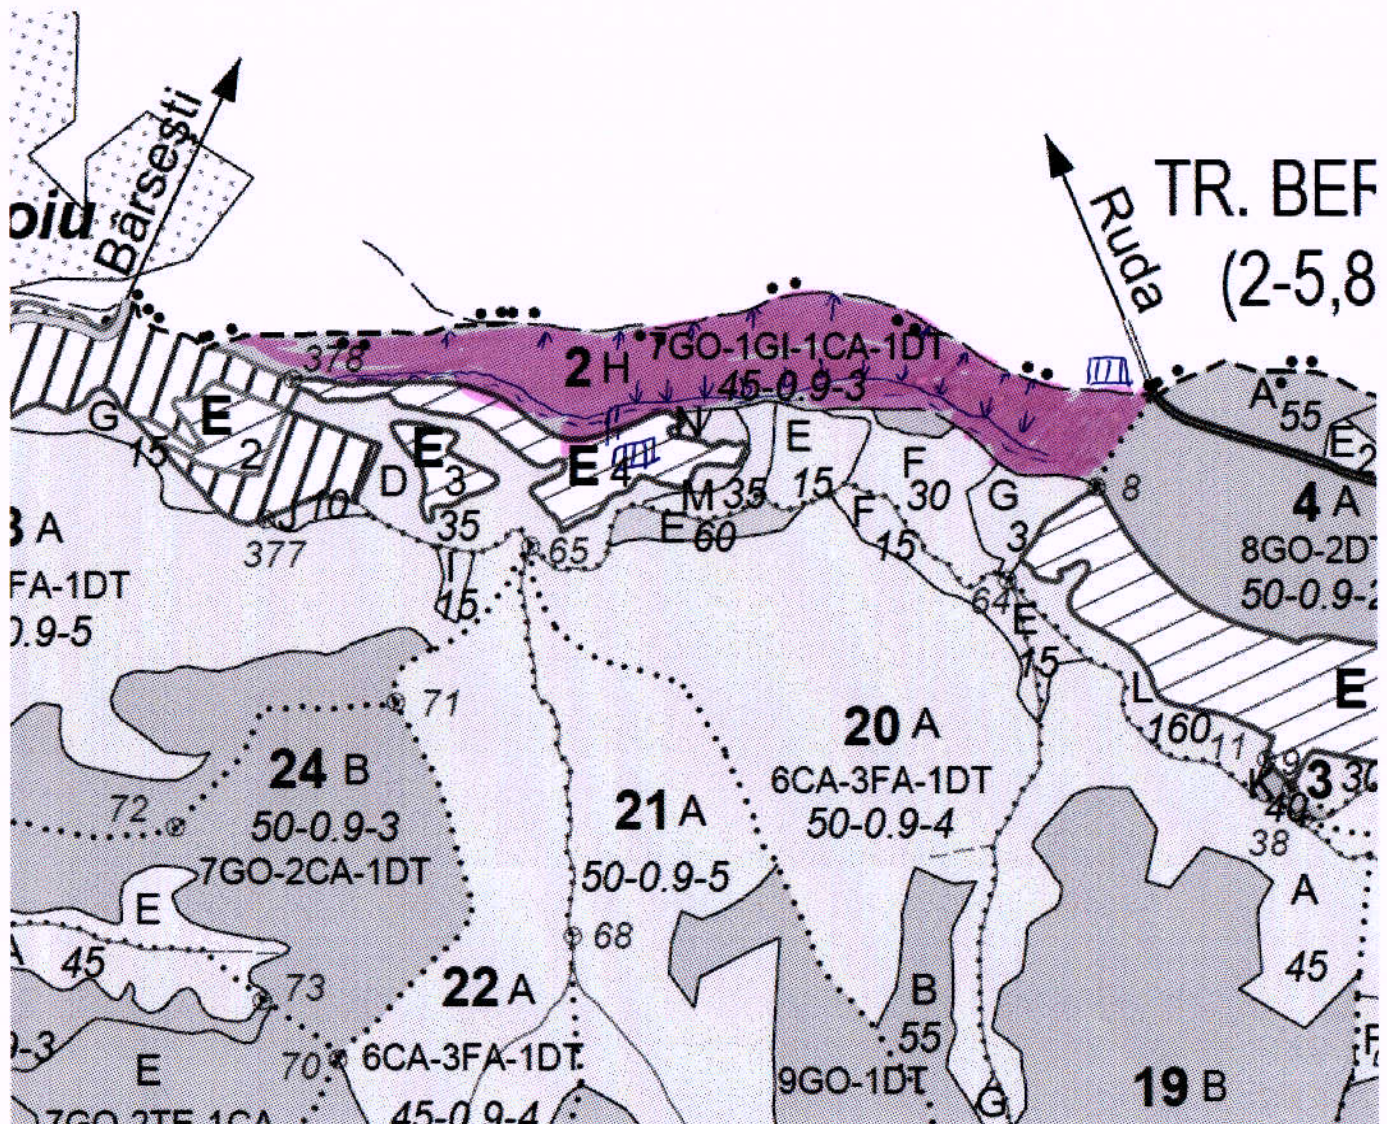 oiu
Bârsești
Ruda
TR. BER
(2-5,8
378
2 H
7GO-1GI-1CA-1DT
45-0.9-3
A 55
E 2
G 15
E 2
J 10
377
D
E 3
35
E 4
N
M 35
E 60
E 15
F 30
F 15
G 3
8
4 A
8GO-2DT
50-0.9-2
A
FA-1DT
0.9-5
I 15
65
64
E 15
L 160
11
E
71
24 B
50-0.9-3
7GO-2CA-1DT
72
21 A
50-0.9-5
20 A
6CA-3FA-1DT
50-0.9-4
K 40
3
38
A 45
E
45
73
68
22 A
6CA-3FA-1DT
45-0.9-4
70
E
7GO-2TE-1CA
B 55
9GO-1DT
G
19 B